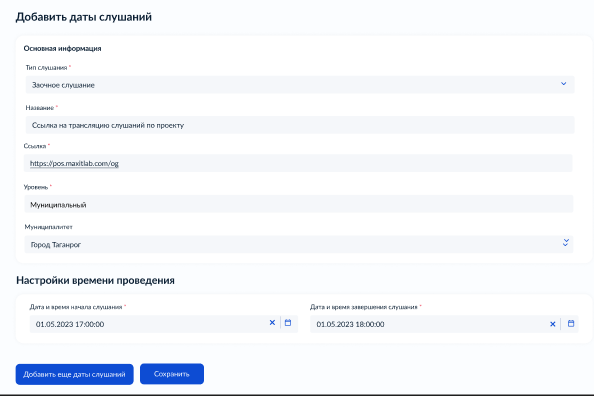 Добавить даты слушаний
Основная информация
Тип слушания *
Заочное слушание
Название *
Ссылка на трансляцию слушаний по проекту
Ссылка *
https://pos.maxitlab.com/og
Уровень *
Муниципальный
Муниципалитет
Город Таганрог
Настройки времени проведения
Дата и время начала слушания *
01.05.2023 17:00:00
Дата и время завершения слушания *
01.05.2023 18:00:00
Добавить еще даты слушаний
Сохранить